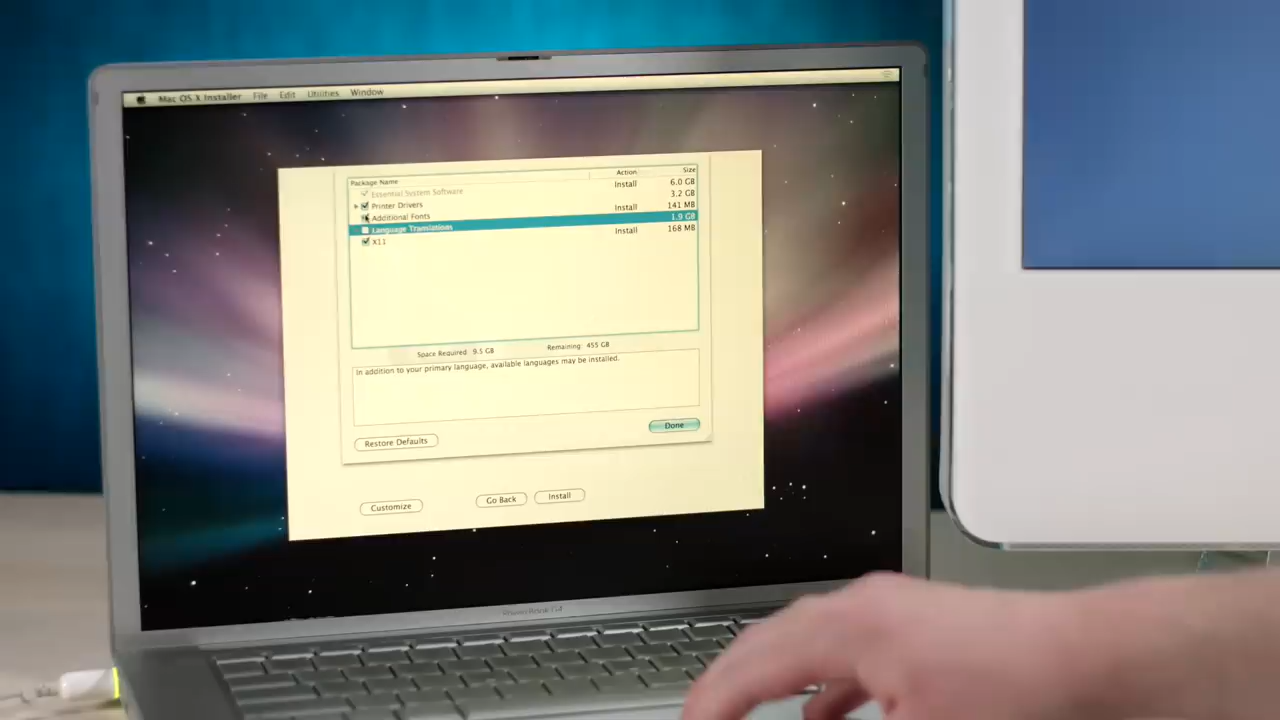 Mac OS X Installer File Edit Utilities Window
Package Name Action Size
Essential System Software Install 6.0 GB
Printer Drivers 3.2 GB
Additional Fonts Install 141 MB
Language Translations 1.9 GB
X11 Install 168 MB
Space Required 9.5 GB Remaining: 455 GB
In addition to your primary language, available languages may be installed.
Restore Defaults Done
Customize Go Back Install
PowerBook G4